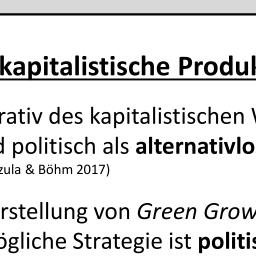 kapitalistische Produk
rativ des kapitalistischen
politisch als alternativlo
zula & Böhm 2017)
rstellung von Green Grow
ögliche Strategie ist politis